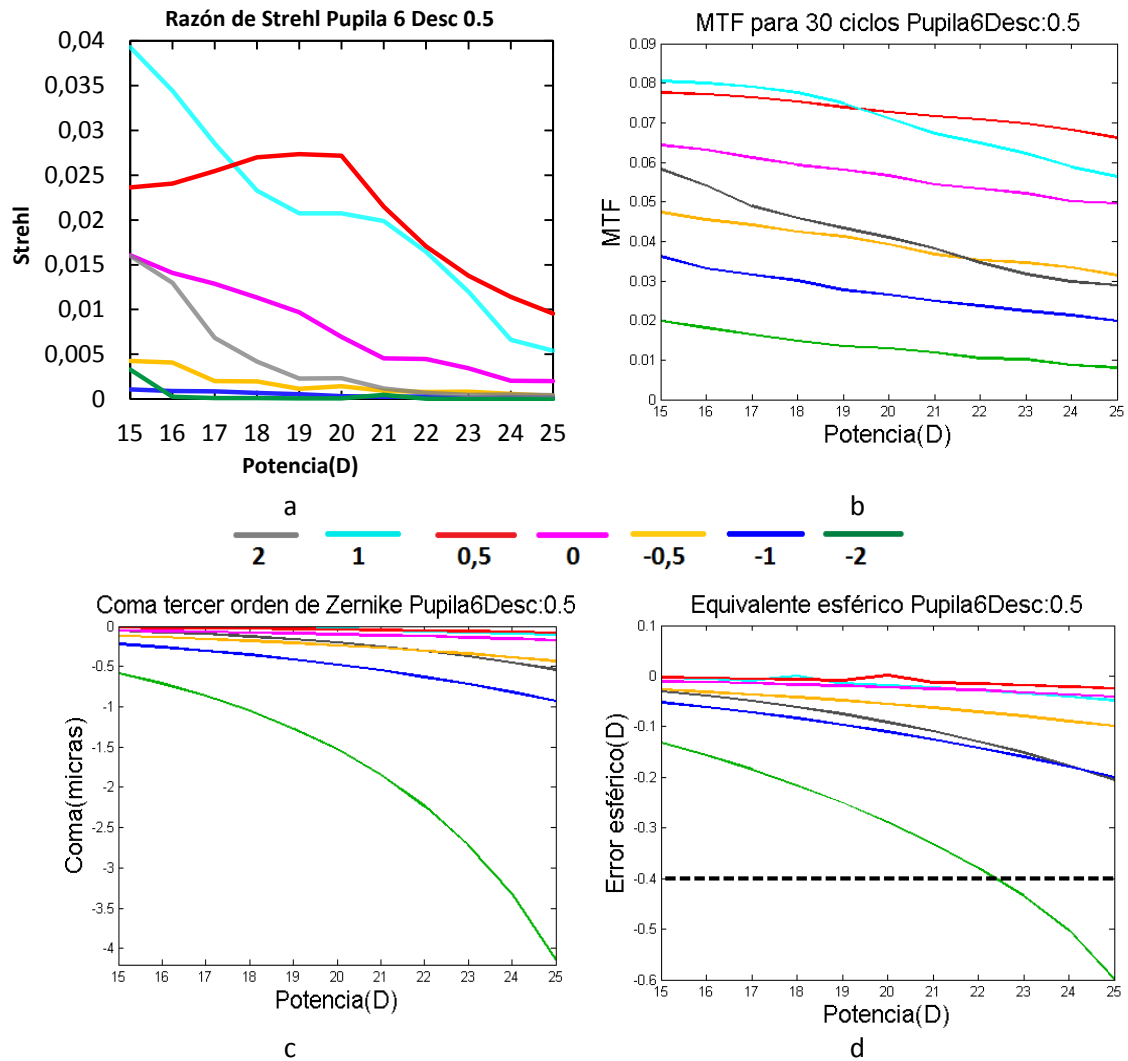 Razón de Strehl Pupila 6 Desc 0.5
0,04
0,035
0,03
0,025
0,02
0,015
0,01
0,005
0
Strehl
15 16 17 18 19 20 21 22 23 24 25
Potencia(D)
a
MTF para 30 ciclos Pupila6Desc:0.5
0.09
0.08
0.07
0.06
0.05
0.04
0.03
0.02
0.01
0
MTF
15 16 17 18 19 20 21 22 23 24 25
Potencia(D)
b
2 1 0,5 0 -0,5 -1 -2
Coma tercer orden de Zernike Pupila6Desc:0.5
0
-0.5
-1
-1.5
-2
-2.5
-3
-3.5
-4
Coma(micras)
15 16 17 18 19 20 21 22 23 24 25
Potencia(D)
c
Equivalente esférico Pupila6Desc:0.5
0.1
0
-0.1
-0.2
-0.3
-0.4
-0.5
-0.6
Error esférico(D)
15 16 17 18 19 20 21 22 23 24 25
Potencia(D)
d